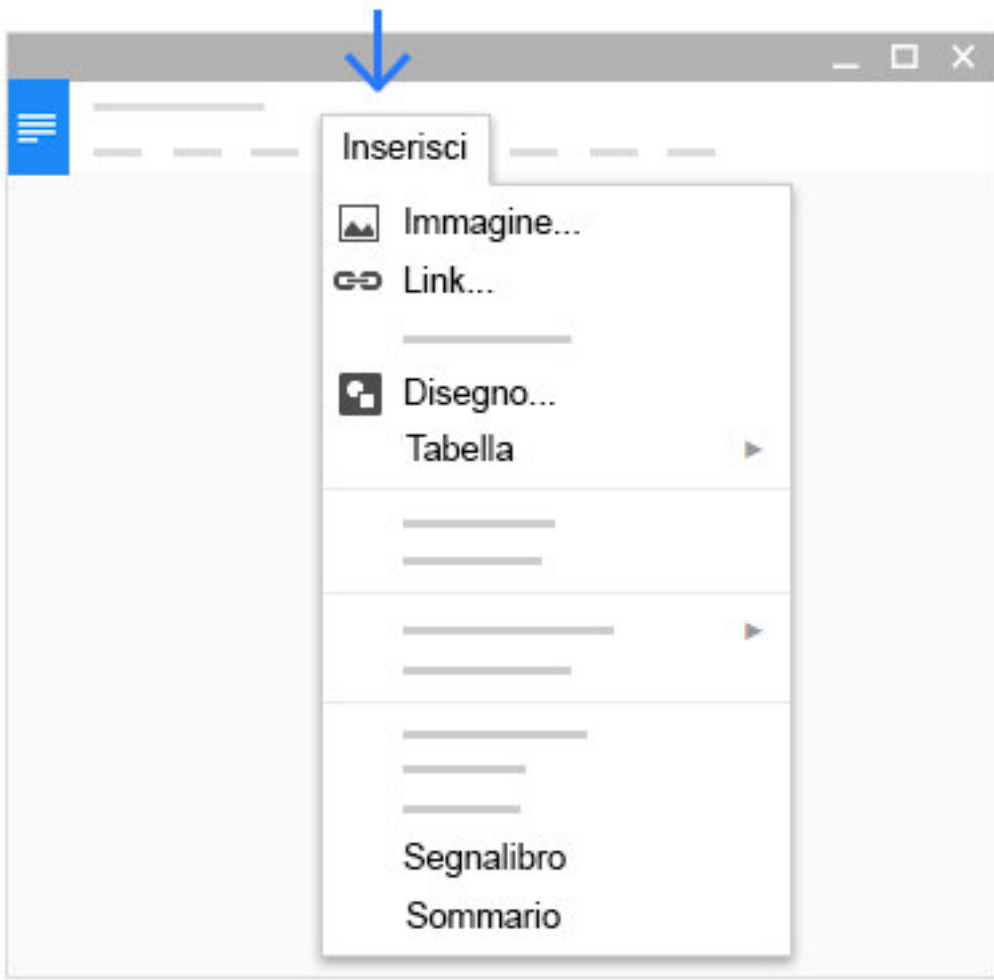 Inserisci
Immagine...
Link...
Disegno...
Tabella
Segnalibro
Sommario